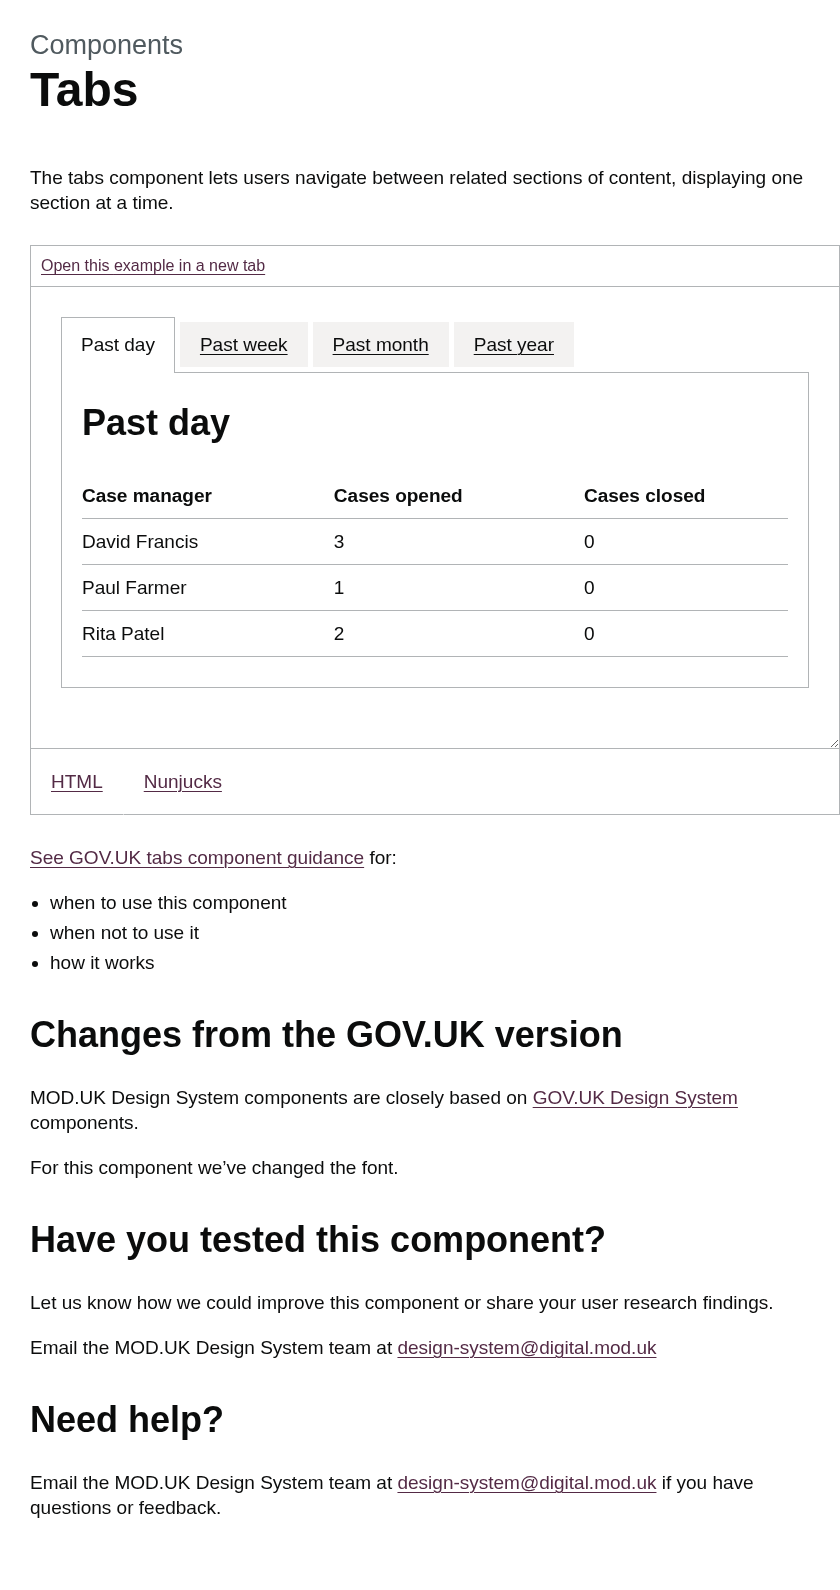 Components
Tabs
The tabs component lets users navigate between related sections of content, displaying one
section at a time.
Open this example in a new tab
Past day Past week Past month Past year
Past day
Case manager Cases opened Cases closed
David Francis 3 0
Paul Farmer 1 0
Rita Patel 2 0
HTML Nunjucks
See GOV.UK tabs component guidance for:
• when to use this component
• when not to use it
• how it works
Changes from the GOV.UK version
MOD.UK Design System components are closely based on GOV.UK Design System
components.
For this component we’ve changed the font.
Have you tested this component?
Let us know how we could improve this component or share your user research findings.
Email the MOD.UK Design System team at design-system@digital.mod.uk
Need help?
Email the MOD.UK Design System team at design-system@digital.mod.uk if you have
questions or feedback.